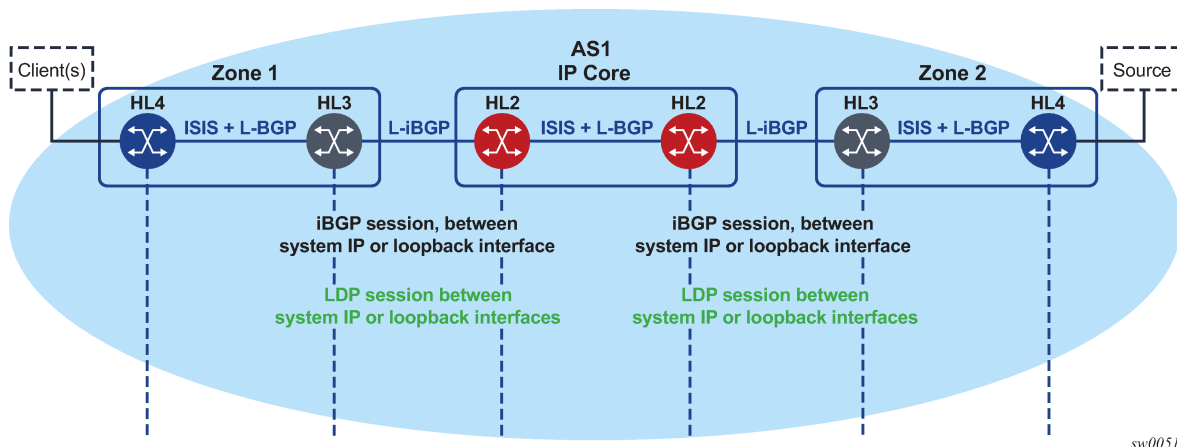 AS1
IP Core
Client(s)
Zone 1
Zone 2
Source
HL4
HL3
HL2
HL2
HL3
HL4
ISIS + L-BGP
L-iBGP
ISIS + L-BGP
L-iBGP
ISIS + L-BGP
iBGP session, between
system IP or loopback interface
iBGP session, between
system IP or loopback interface
LDP session between
system IP or loopback interfaces
LDP session between
system IP or loopback interfaces
sw0051